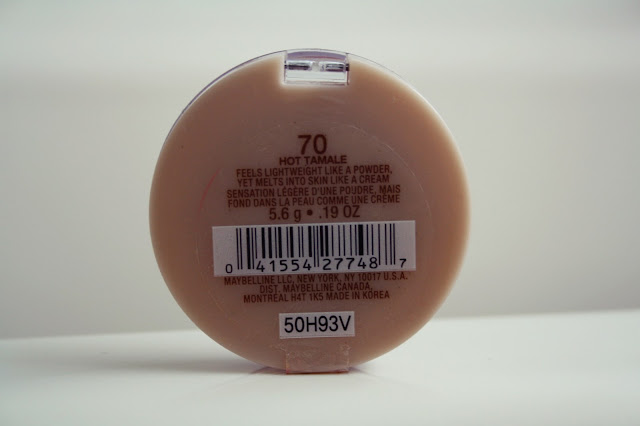 70
HOT TAMALE
FEELS LIGHTWEIGHT LIKE A POWDER,
YET MELTS INTO SKIN LIKE A CREAM
SENSATION LÉGÈRE D'UNE POUDRE, MAIS
FOND DANS LA PEAU COMME UNE CRÈME
5.6 g • .19 OZ
0 41554 27748 7
MAYBELLINE LLC, NEW YORK, NY 10017 U.S.A.
DIST. MAYBELLINE CANADA,
MONTREAL H4T 1K5 MADE IN KOREA
50H93V